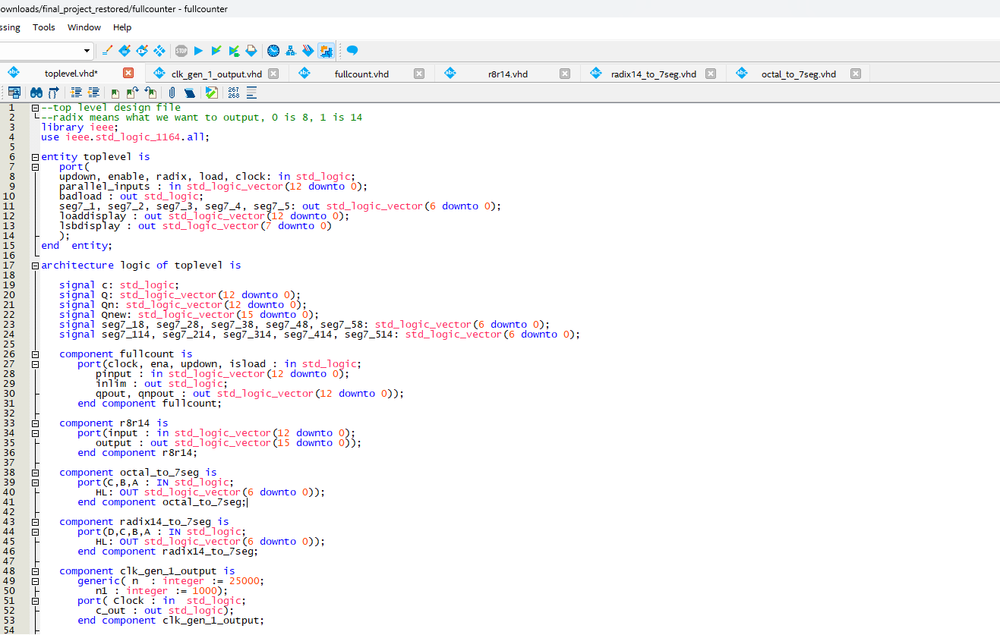 ownloads/final_project_restored/fullcounter - fullcounter
ssing Tools Window Help
STOP
abc toplevel.vhd* abc clk_gen_1_output.vhd abc fullcount.vhd abc r8r14.vhd abc radix14_to_7seg.vhd abc octal_to_7seg.vhd
267
268
1 --top level design file
2 --radix means what we want to output, 0 is 8, 1 is 14
3 library ieee;
4 use ieee.std_logic_1164.all;
5
6 entity toplevel is
7 port(
8 updown, enable, radix, load, clock: in std_logic;
9 parallel_inputs : in std_logic_vector(12 downto 0);
10 badload : out std_logic;
11 seg7_1, seg7_2, seg7_3, seg7_4, seg7_5: out std_logic_vector(6 downto 0);
12 loaddisplay : out std_logic_vector(12 downto 0);
13 lsbdisplay : out std_logic_vector(7 downto 0)
14 );
15 end  entity;
16
17 architecture logic of toplevel is
18
19 signal c: std_logic;
20 signal Q: std_logic_vector(12 downto 0);
21 signal Qn: std_logic_vector(12 downto 0);
22 signal Qnew: std_logic_vector(15 downto 0);
23 signal seg7_18, seg7_28, seg7_38, seg7_48, seg7_58: std_logic_vector(6 downto 0);
24 signal seg7_114, seg7_214, seg7_314, seg7_414, seg7_514: std_logic_vector(6 downto 0);
25
26 component fullcount is
27 port(clock, ena, updown, isload : in std_logic;
28 pinput : in std_logic_vector(12 downto 0);
29 inlim : out std_logic;
30 qpout, qnpout : out std_logic_vector(12 downto 0));
31 end component fullcount;
32
33 component r8r14 is
34 port(input : in std_logic_vector(12 downto 0);
35 output : out std_logic_vector(15 downto 0));
36 end component r8r14;
37
38 component octal_to_7seg is
39 port(C,B,A : IN std_logic;
40 HL: OUT std_logic_vector(6 downto 0));
41 end component octal_to_7seg;
42
43 component radix14_to_7seg is
44 port(D,C,B,A : IN std_logic;
45 HL: OUT std_logic_vector(6 downto 0));
46 end component radix14_to_7seg;
47
48 component clk_gen_1_output is
49 generic( n  : integer := 25000;
50 n1 : integer := 1000);
51 port( Clock : in  std_logic;
52 c_out : out std_logic);
53 end component clk_gen_1_output;
54